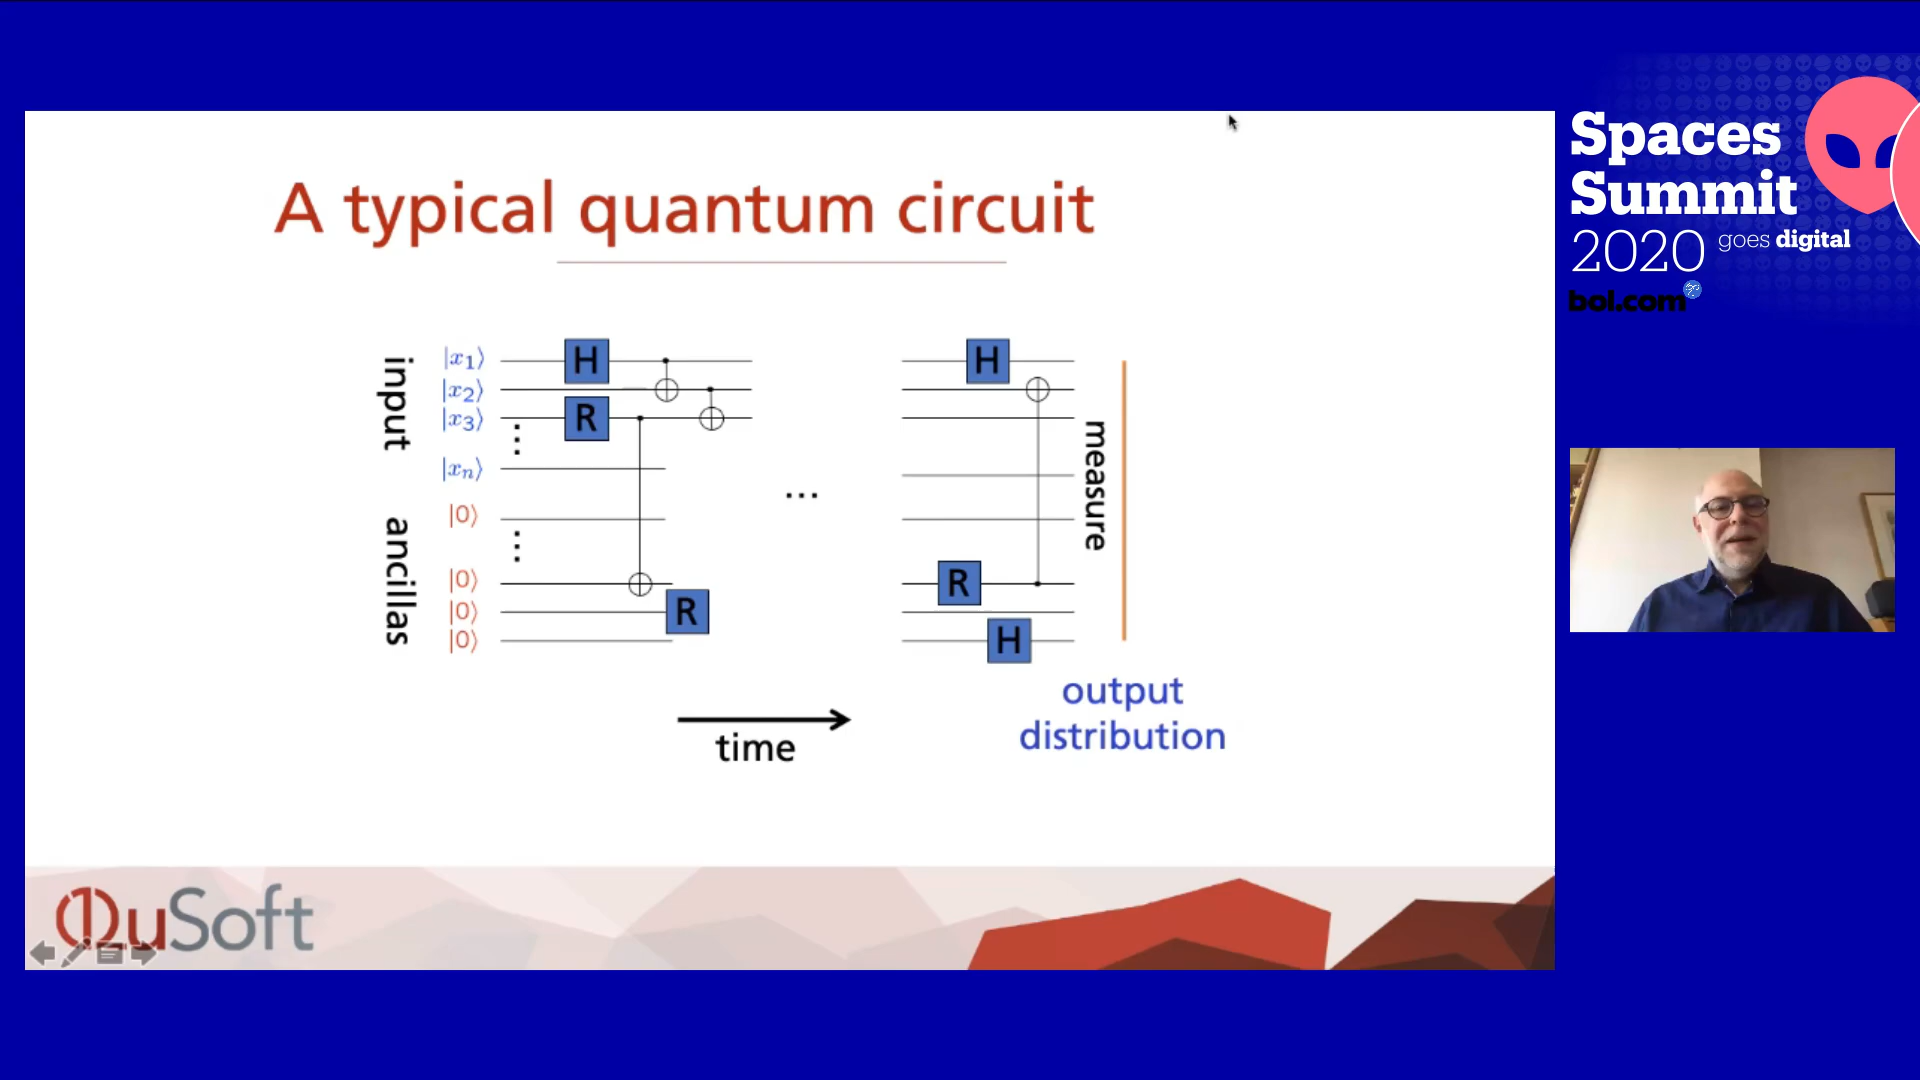 A typical quantum circuit
input
ancillas
|x₁⟩
|x₂⟩
|x₃⟩
⋮
|xₙ⟩
|0⟩
⋮
|0⟩
|0⟩
|0⟩
H
R
R
...
H
R
H
measure
time
output
distribution
QuSoft
Spaces
Summit
2020 goes digital
bol.com